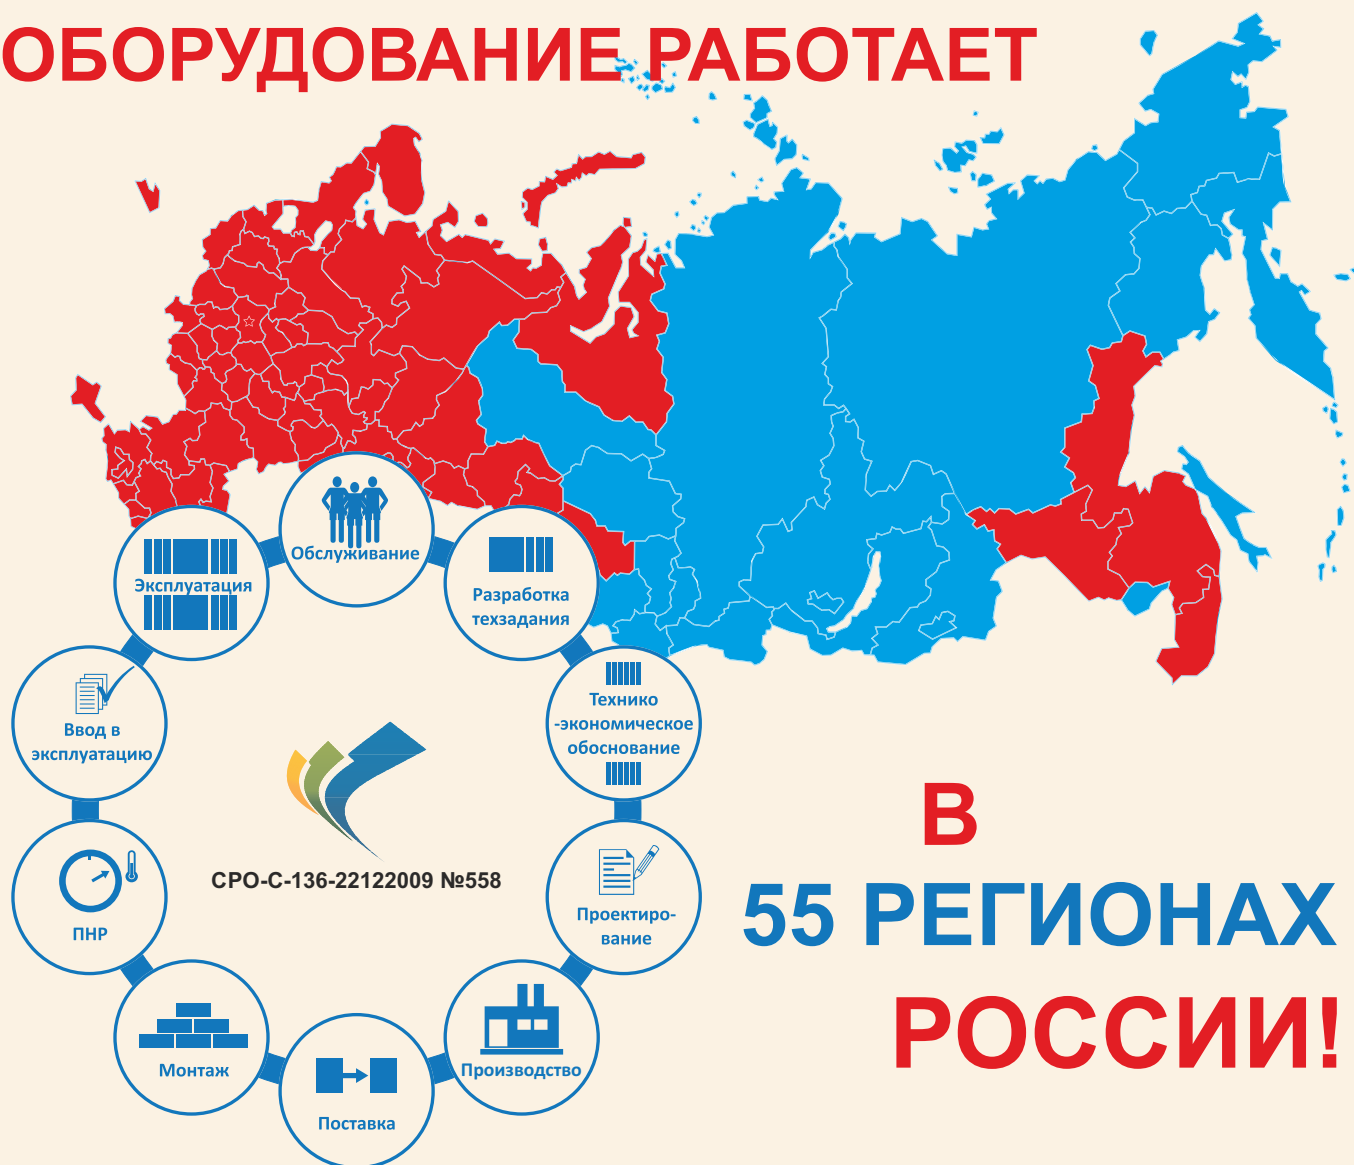 ОБОРУДОВАНИЕ РАБОТАЕТ
Обслуживание
Разработка
техзадания
Технико
-экономическое
обоснование
Проектиро-
вание
Производство
Поставка
Монтаж
ПНР
Ввод в
эксплуатацию
Эксплуатация
СРО-С-136-22122009 №558
В
55 РЕГИОНАХ
РОССИИ!